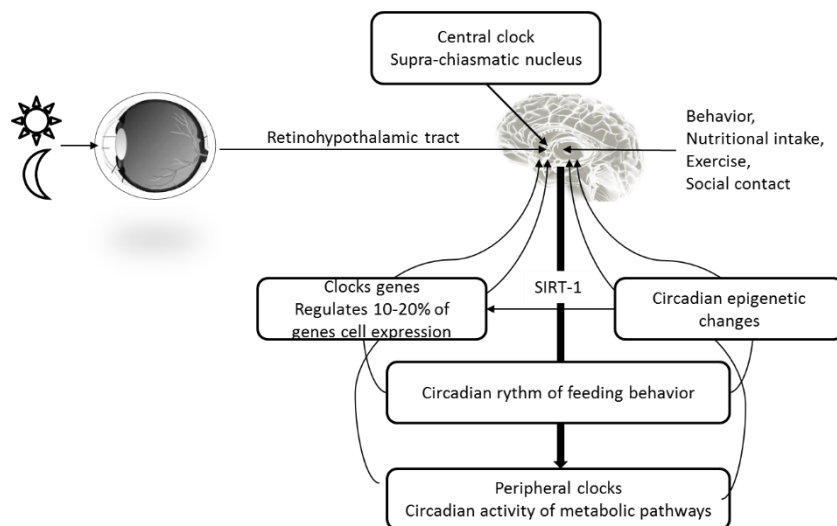 Central clock
Supra-chiasmatic nucleus
Retinohypothalamic tract
Behavior,
Nutritional intake,
Exercise,
Social contact
Clocks genes
Regulates 10-20% of
genes cell expression
SIRT-1
Circadian epigenetic
changes
Circadian rythm of feeding behavior
Peripheral clocks
Circadian activity of metabolic pathways